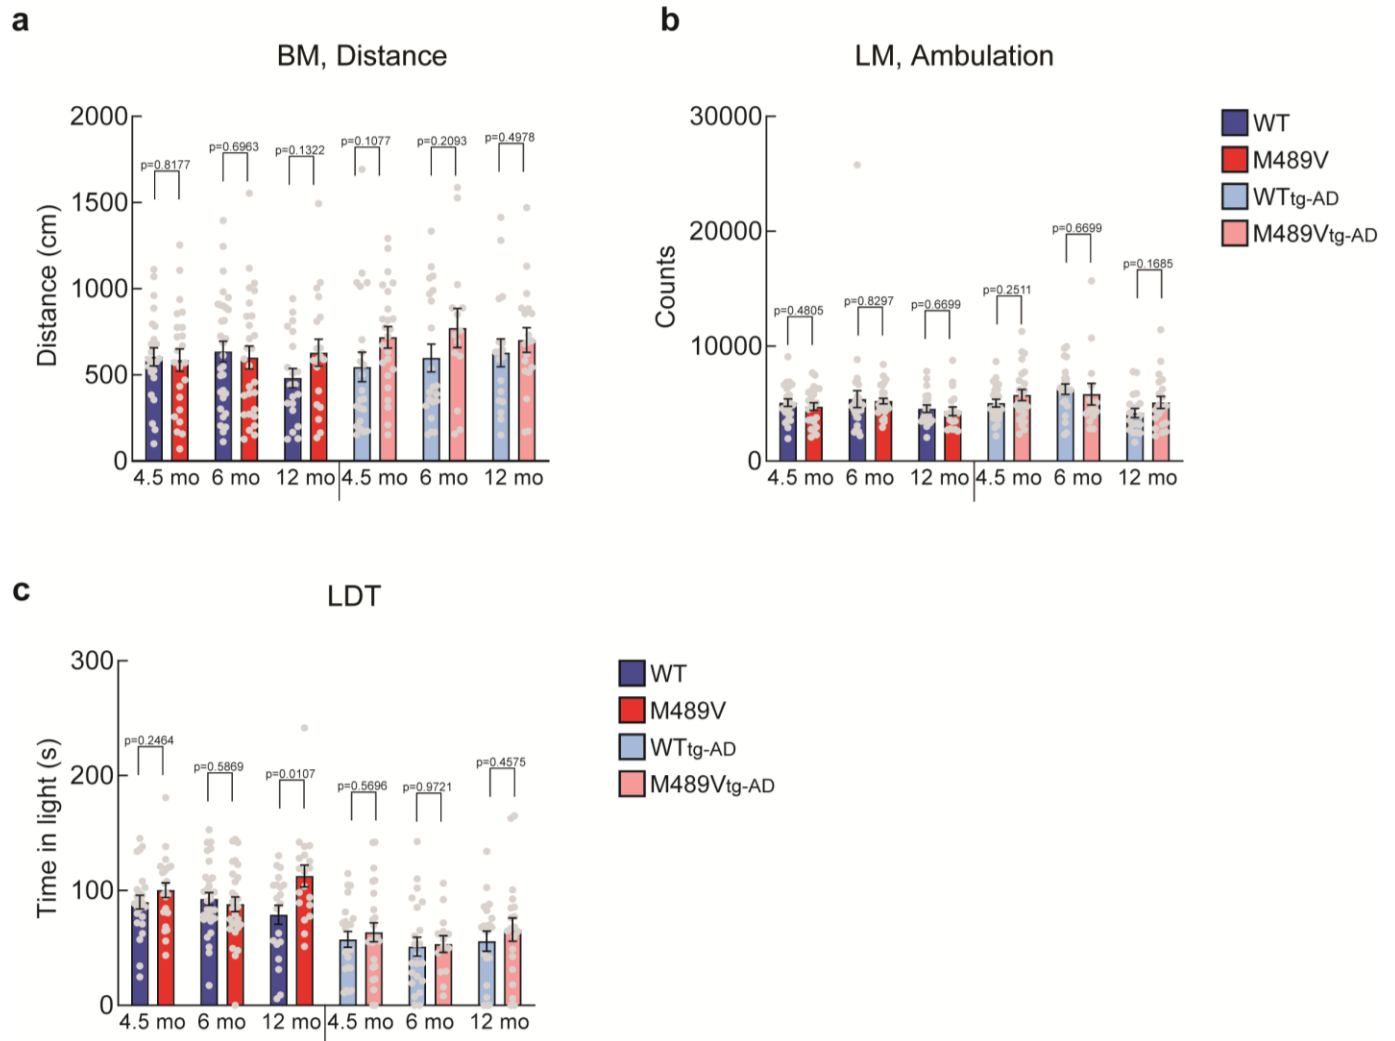 a
BM, Distance
2000
1500
1000
500
0
Distance (cm)
p=0.8177
p=0.6963
p=0.1322
p=0.1077
p=0.2093
p=0.4978
4.5 mo 6 mo 12 mo 4.5 mo 6 mo 12 mo
b
LM, Ambulation
30000
20000
10000
0
Counts
p=0.4805
p=0.8297
p=0.6699
p=0.2511
p=0.6699
p=0.1685
4.5 mo 6 mo 12 mo 4.5 mo 6 mo 12 mo
WT
M489V
WTtg-AD
M489Vtg-AD
c
LDT
300
200
100
0
Time in light (s)
p=0.2464
p=0.5869
p=0.0107
p=0.5696
p=0.9721
p=0.4575
4.5 mo 6 mo 12 mo 4.5 mo 6 mo 12 mo
WT
M489V
WTtg-AD
M489Vtg-AD